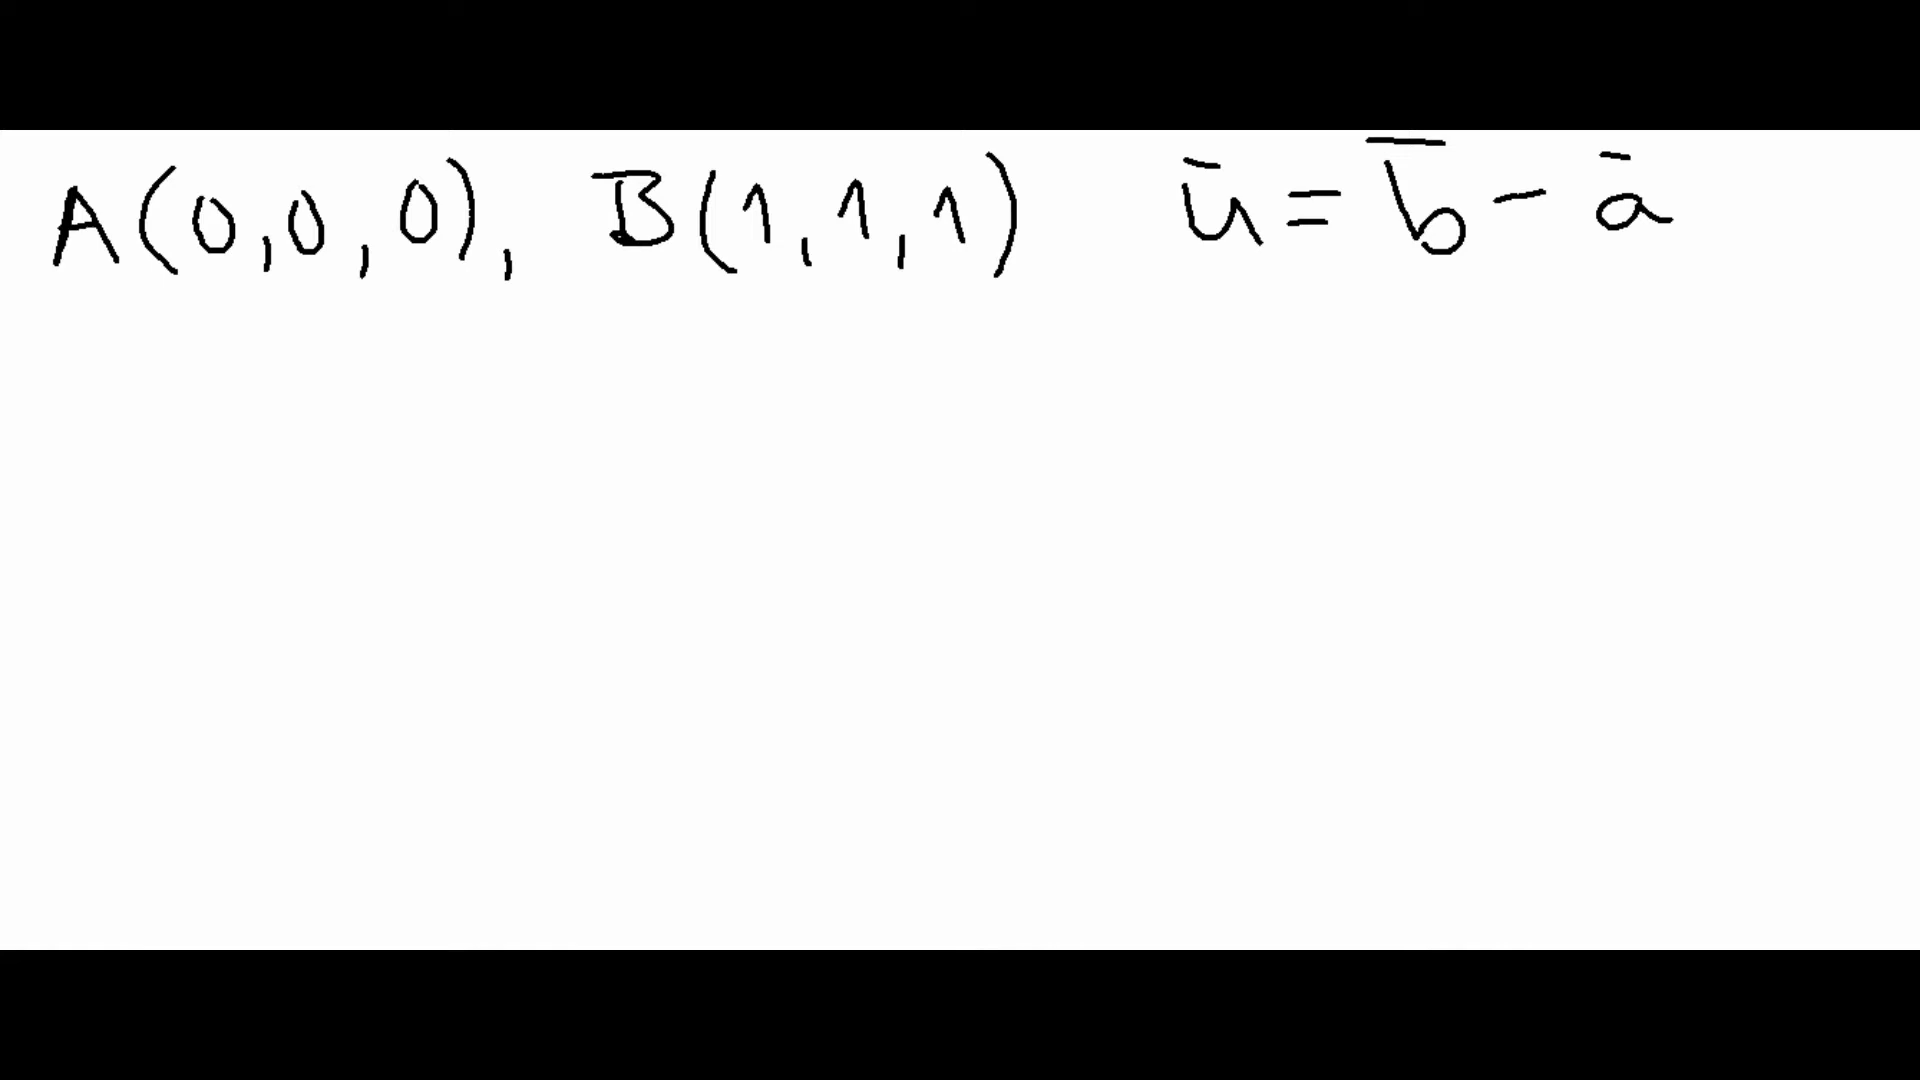 A(0,0,0), B(1,1,1) ū = b̅ - ā